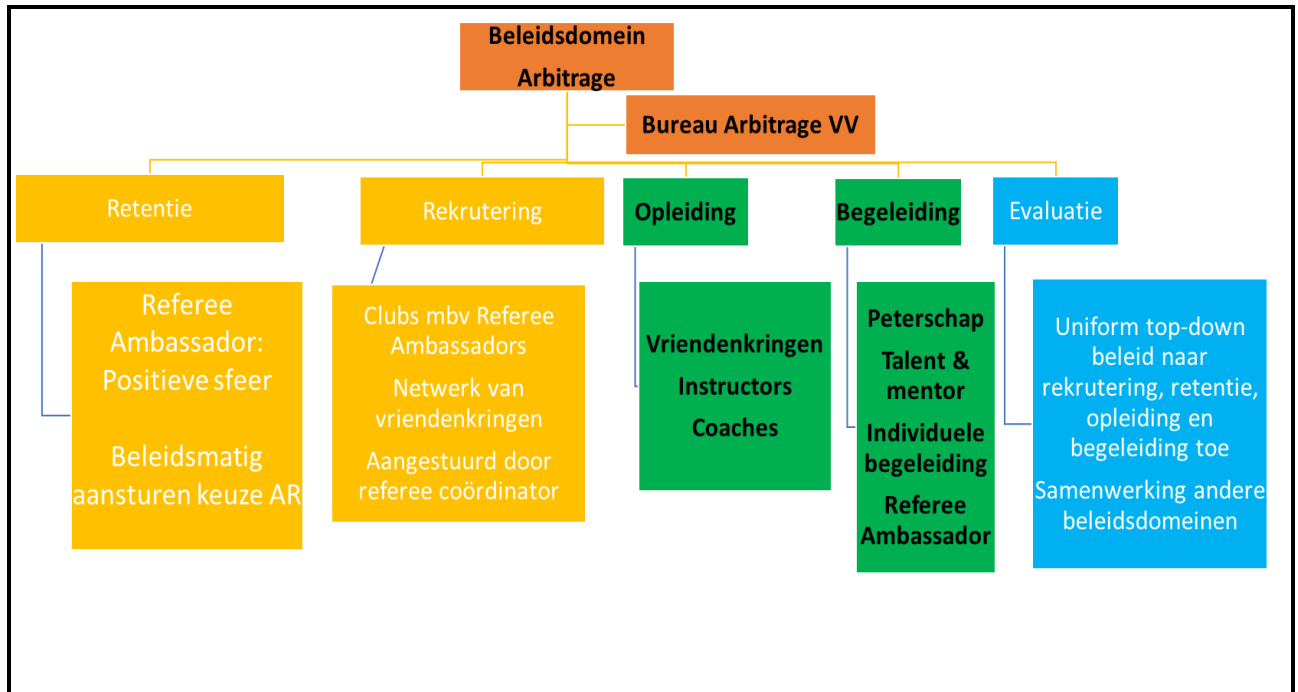 Beleidsdomein
Arbitrage
Bureau Arbitrage VV
Retentie
Rekrutering
Opleiding
Begeleiding
Evaluatie
Referee
Ambassador:
Positieve sfeer
Beleidsmatig
aansturen keuze AR
Clubs mbv Referee
Ambassadors
Netwerk van
vriendenkringen
Aangestuurd door
referee coördinator
Vriendenkringen
Instructors
Coaches
Peterschap
Talent &
mentor
Individuele
begeleiding
Referee
Ambassador
Uniform top-down
beleid naar
rekrutering, retentie,
opleiding en
begeleiding toe
Samenwerking andere
beleidsdomeinen